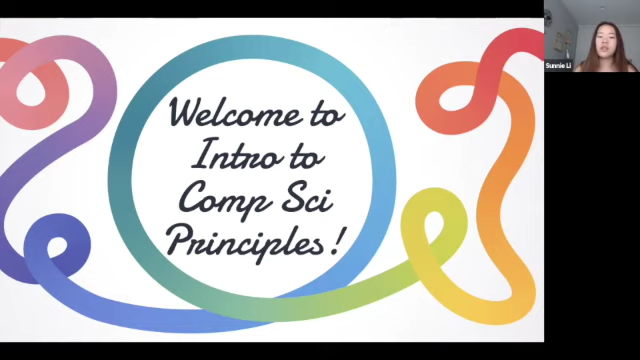 Welcome to
Intro to
Comp Sci
Principles!
Sunnie Li